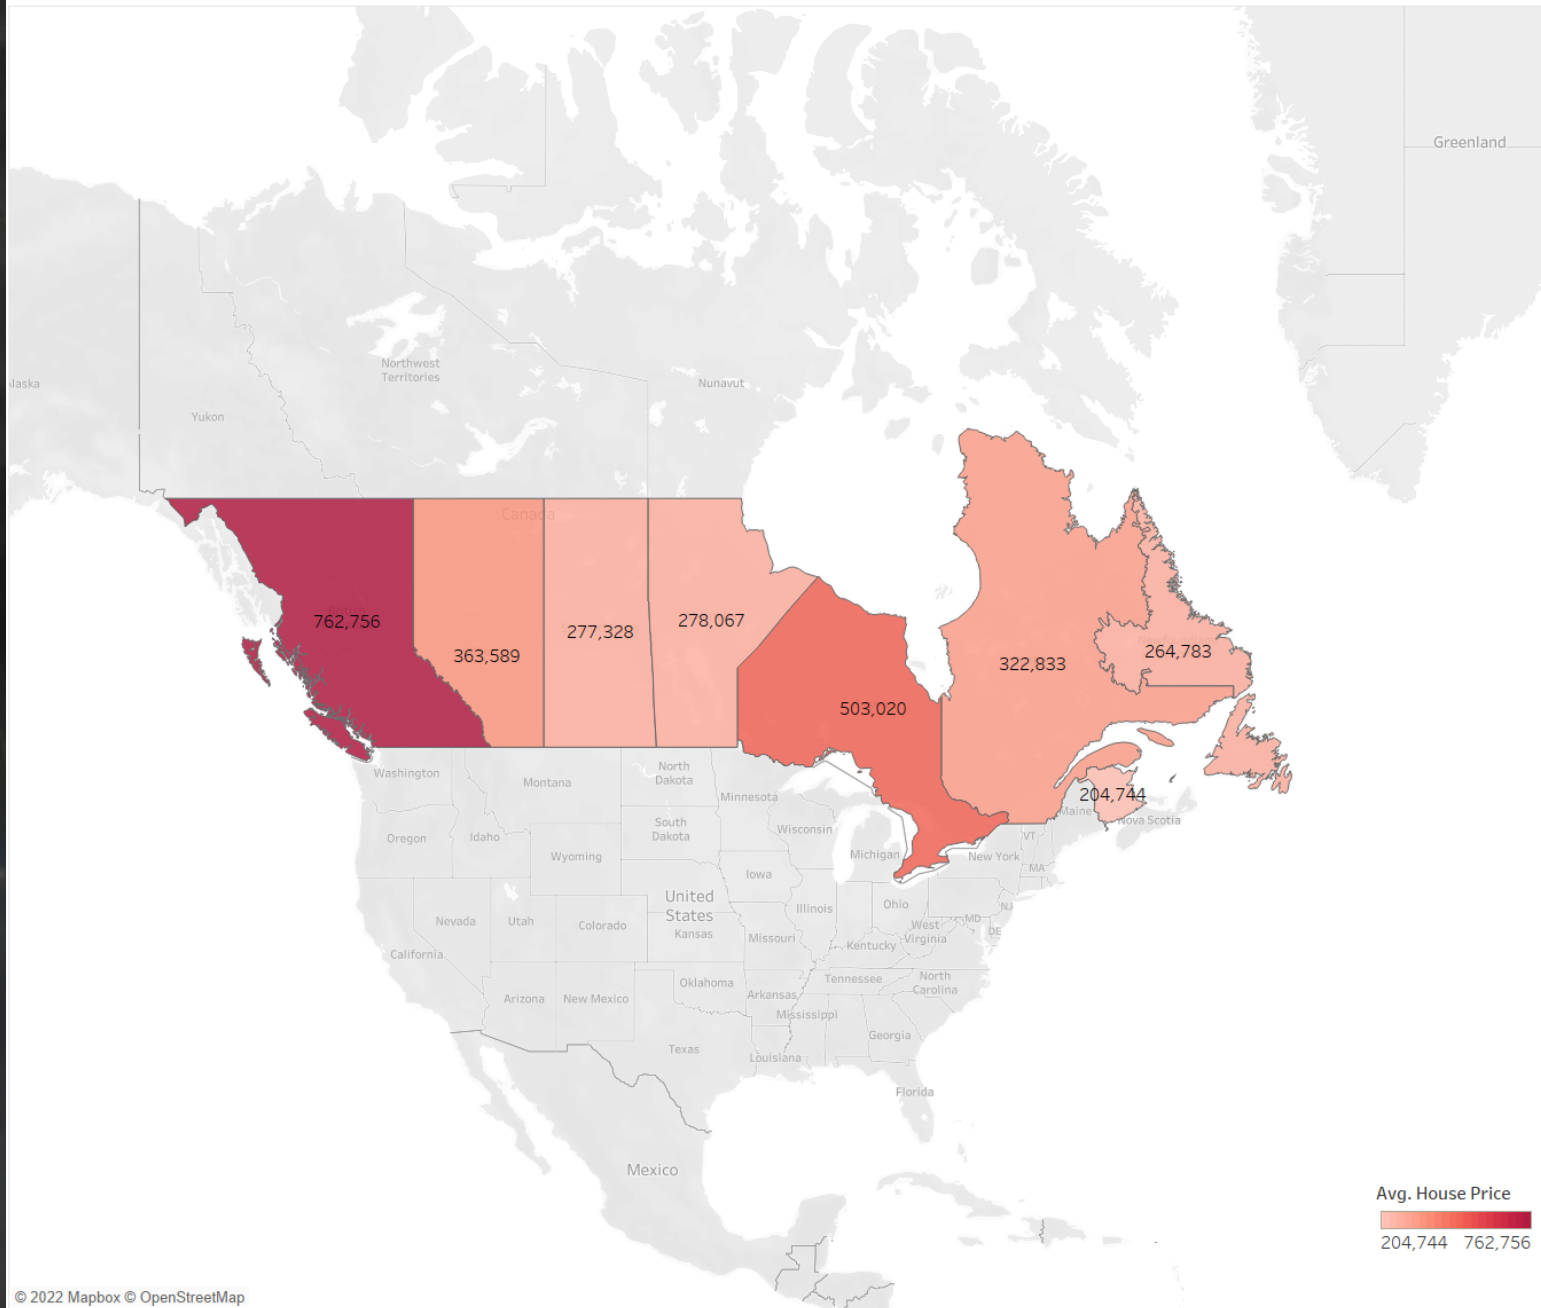 Greenland
laska
Northwest
Territories
Nunavut
Yukon
Canada
762,756
363,589
277,328
278,067
503,020
322,833
264,783
204,744
Maine
Nova Scotia
Washington
Montana
North
Dakota
Minnesota
Oregon
Idaho
South
Dakota
Wisconsin
Wyoming
Michigan
New York
VT
MA
Iowa
United
States
Nevada
Utah
Colorado
Kansas
Illinois
Ohio
NJ
MD
DE
West
Virginia
Missouri
Kentucky
California
Arizona
New Mexico
Oklahoma
Arkansas
Tennessee
North
Carolina
Mississippi
Georgia
Texas
Louisiana
Florida
Mexico
Avg. House Price
204,744 762,756
© 2022 Mapbox © OpenStreetMap